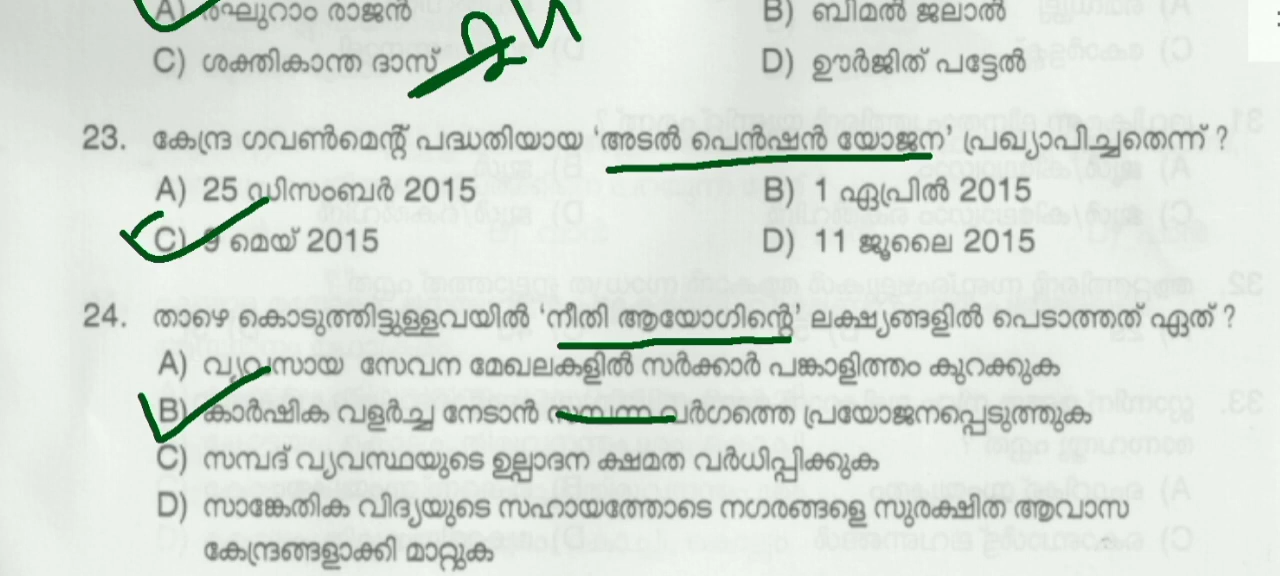 A) രഘുറാം രാജൻ B) ബിമൽ ജലാൽ
C) ശക്തികാന്ത ദാസ് D) ഊർജിത് പട്ടേൽ
23. കേന്ദ്ര ഗവൺമെന്റ് പദ്ധതിയായ ‘അടൽ പെൻഷൻ യോജന’ പ്രഖ്യാപിച്ചതെന്ന് ?
A) 25 ഡിസംബർ 2015 B) 1 ഏപ്രിൽ 2015
C) 9 മെയ് 2015 D) 11 ജൂലൈ 2015
24. താഴെ കൊടുത്തിട്ടുള്ളവയിൽ ‘നീതി ആയോഗിന്റെ’ ലക്ഷ്യങ്ങളിൽ പെടാത്തത് ഏത് ?
A) വ്യവസായ സേവന മേഖലകളിൽ സർക്കാർ പങ്കാളിത്തം കുറക്കുക
B) കാർഷിക വളർച്ച നേടാൻ സമ്പന്ന വർഗത്തെ പ്രയോജനപ്പെടുത്തുക
C) സമ്പദ് വ്യവസ്ഥയുടെ ഉല്പാദന ക്ഷമത വർധിപ്പിക്കുക
D) സാങ്കേതിക വിദ്യയുടെ സഹായത്തോടെ നഗരങ്ങളെ സുരക്ഷിത ആവാസ
കേന്ദ്രങ്ങളാക്കി മാറ്റുക